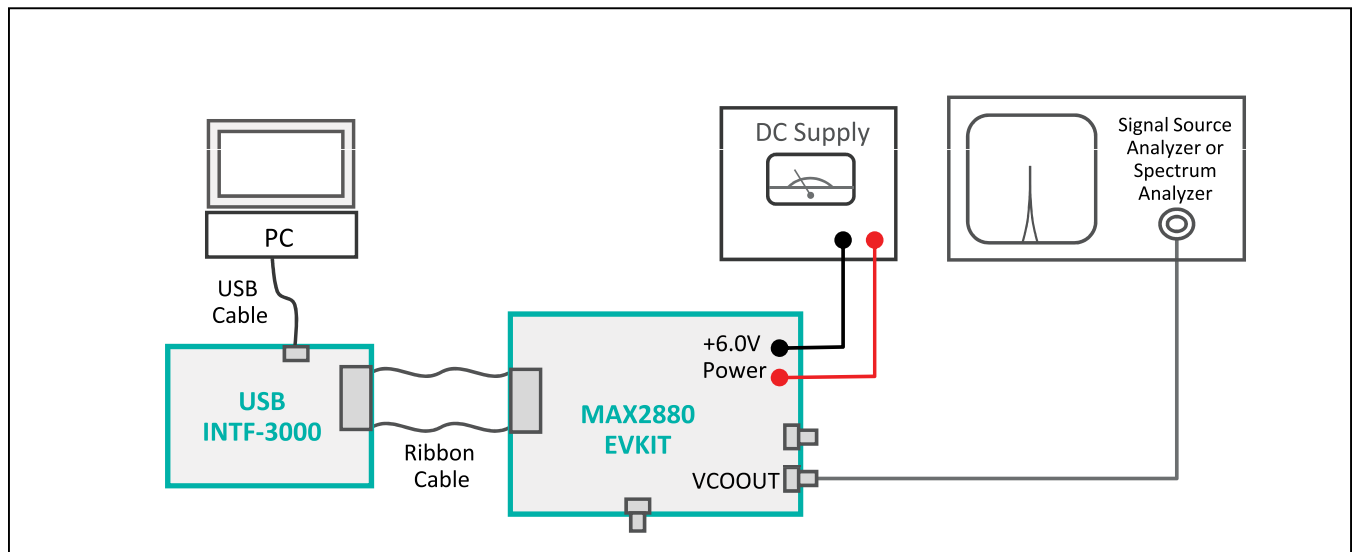 DC Supply
Signal Source
Analyzer or
Spectrum
Analyzer
PC
USB
Cable
+6.0V
Power
USB
INTF-3000
MAX2880
EVKIT
Ribbon
Cable
VCOOUT